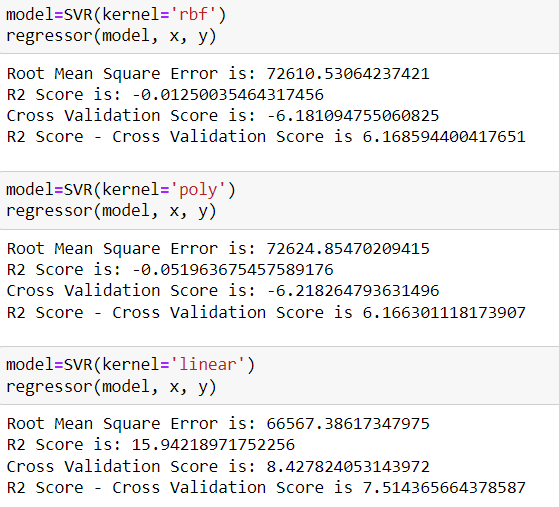 model=SVR(kernel='rbf')
regressor(model, x, y)
Root Mean Square Error is: 72610.53064237421
R2 Score is: -0.01250035464317456
Cross Validation Score is: -6.181094755060825
R2 Score - Cross Validation Score is 6.168594400417651
model=SVR(kernel='poly')
regressor(model, x, y)
Root Mean Square Error is: 72624.85470209415
R2 Score is: -0.051963675457589176
Cross Validation Score is: -6.218264793631496
R2 Score - Cross Validation Score is 6.166301118173907
model=SVR(kernel='linear')
regressor(model, x, y)
Root Mean Square Error is: 66567.38617347975
R2 Score is: 15.94218971752256
Cross Validation Score is: 8.427824053143972
R2 Score - Cross Validation Score is 7.514365664378587